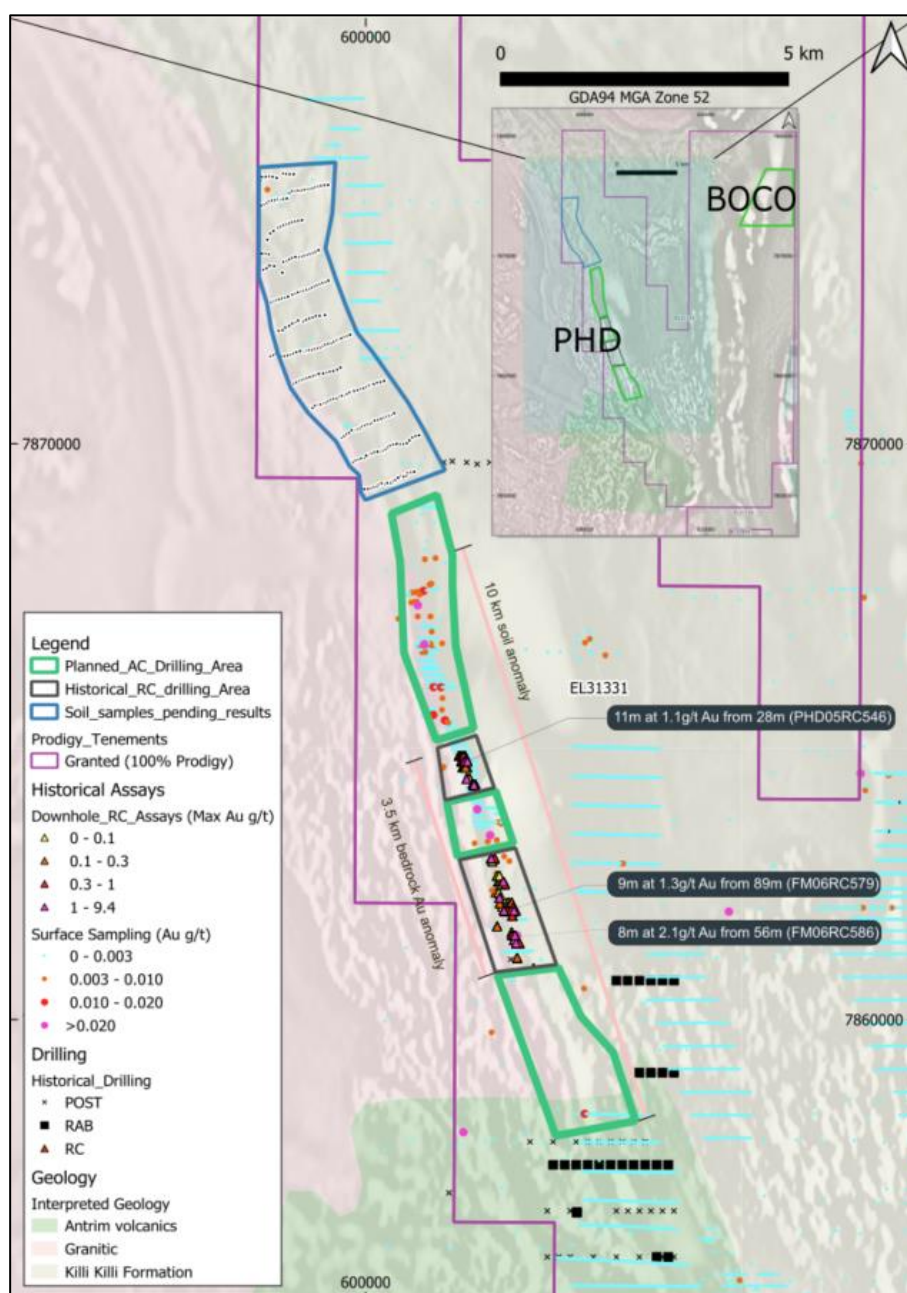 600000
0 5 km
GDA94 MGA Zone 52
BOCO
PHD
7870000
7870000
10 km soil anomaly
EL31331
11m at 1.1g/t Au from 28m (PHD05RC546)
3.5 km bedrock Au anomaly
9m at 1.3g/t Au from 89m (FM06RC579)
8m at 2.1g/t Au from 56m (FM06RC586)
7860000
Legend
Planned_AC_Drilling_Area
Historical_RC_drilling_Area
Soil_samples_pending_results
Prodigy_Tenements
Granted (100% Prodigy)
Historical Assays
Downhole_RC_Assays (Max Au g/t)
0 - 0.1
0.1 - 0.3
0.3 - 1
1 - 9.4
Surface Sampling (Au g/t)
0 - 0.003
0.003 - 0.010
0.010 - 0.020
>0.020
Drilling
Historical_Drilling
POST
RAB
RC
Geology
Interpreted Geology
Antrim volcanics
Granitic
Killi Killi Formation
600000